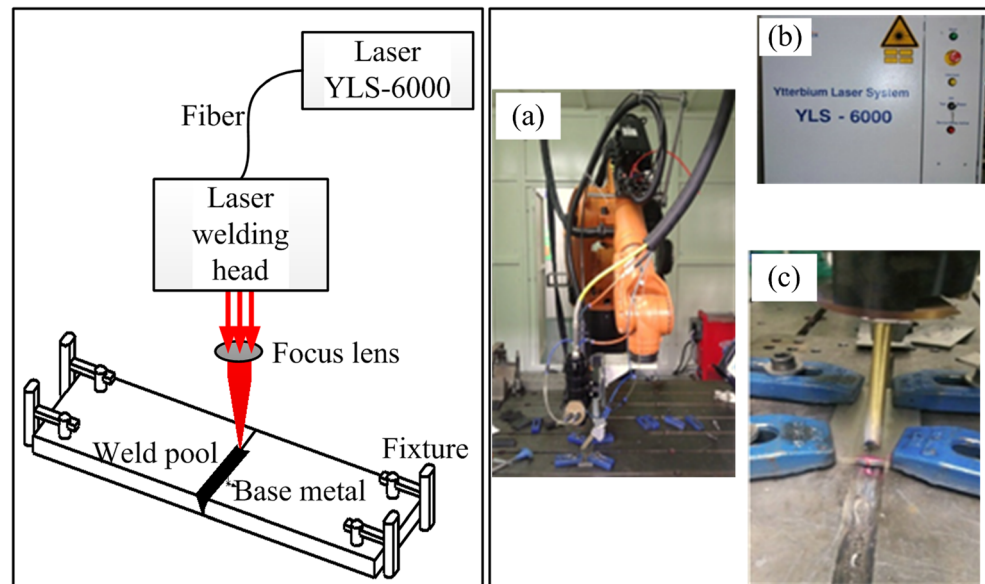 Laser
YLS-6000
Fiber
Laser
welding
head
Focus lens
Weld pool
Fixture
Base metal
(a)
(b)
Ytterbium Laser System
YLS - 6000
(c)